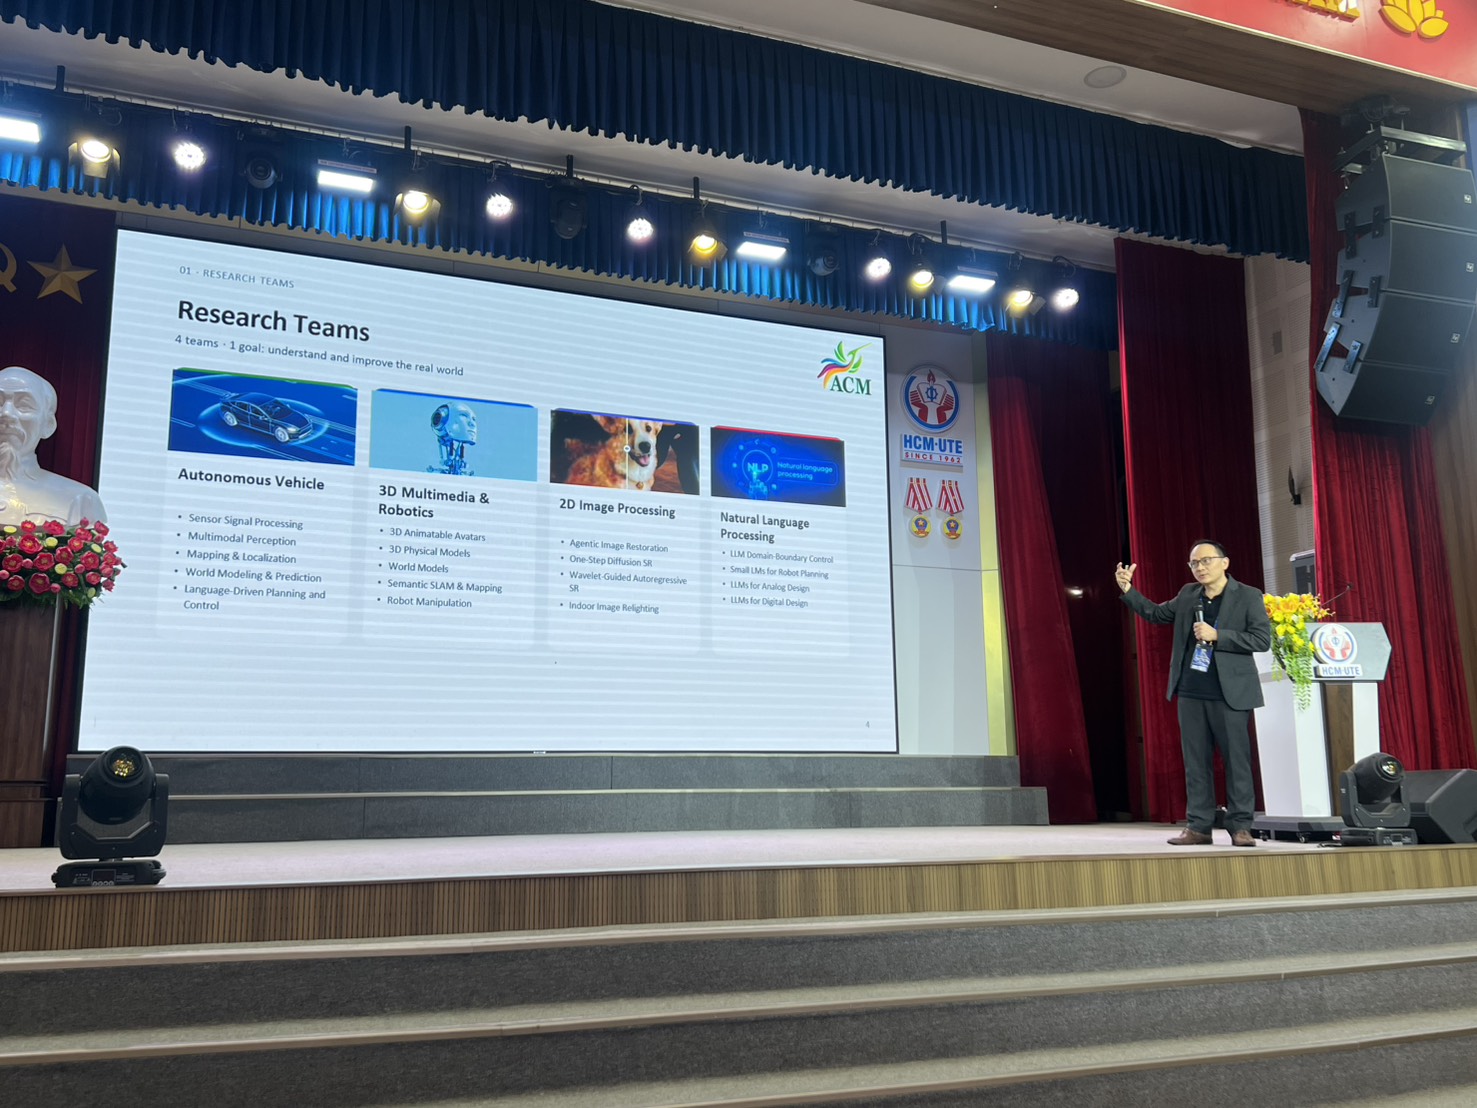 01 · RESEARCH TEAMS
Research Teams
4 teams · 1 goal: understand and improve the real world
ACM
Autonomous Vehicle
• Sensor Signal Processing
• Multimodal Perception
• Mapping & Localization
• World Modeling & Prediction
• Language-Driven Planning and
Control
3D Multimedia &
Robotics
• 3D Animatable Avatars
• 3D Physical Models
• World Models
• Semantic SLAM & Mapping
• Robot Manipulation
2D Image Processing
• Agentic Image Restoration
• One-Step Diffusion SR
• Wavelet-Guided Autoregressive
SR
• Indoor Image Relighting
NLP
Natural language
processing
Natural Language
Processing
• LLM Domain-Boundary Control
• Small LMs for Robot Planning
• LLMs for Analog Design
• LLMs for Digital Design
4
HCM-UTE
SINCE 1962
HCM-UTE